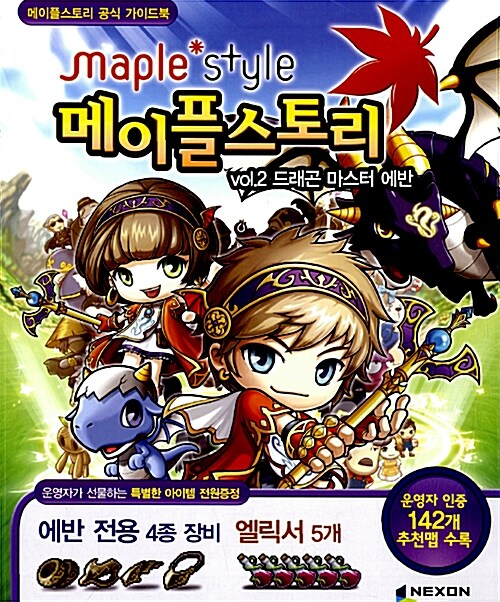 메이플스토리 공식 가이드북
maple*style
메이플스토리
vol.2 드래곤 마스터 에반
운영자가 선물하는 특별한 아이템 전원증정
에반 전용 4종 장비 엘릭서 5개
운영자 인증
142개
추천맵 수록
NEXON